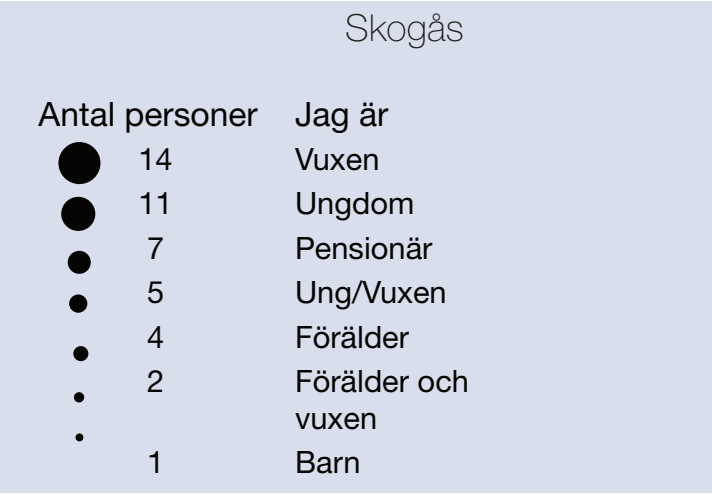 Skogås
Antal personer Jag är
14 Vuxen
11 Ungdom
7 Pensionär
5 Ung/Vuxen
4 Förälder
2 Förälder och
vuxen
1 Barn